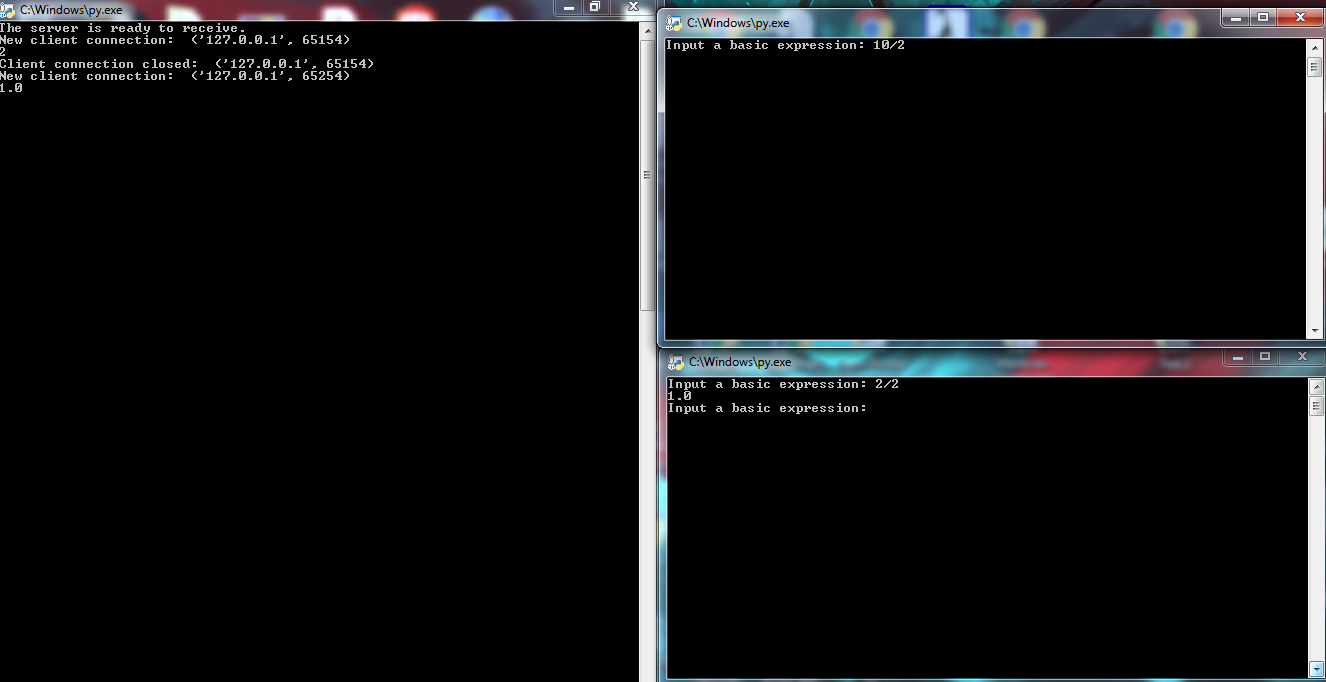 C:\Windows\py.exe
The server is ready to receive.
New client connection:  ('127.0.0.1', 65154)
2
Client connection closed:  ('127.0.0.1', 65154)
New client connection:  ('127.0.0.1', 65254)
1.0
C:\Windows\py.exe
Input a basic expression: 10/2
C:\Windows\py.exe
Input a basic expression: 2/2
1.0
Input a basic expression: